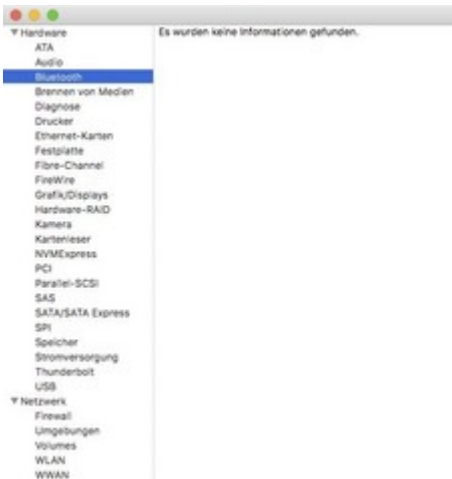 Hardware
Es wurden keine Informationen gefunden.
ATA
Audio
Bluetooth
Brennen von Medien
Diagnose
Drucker
Ethernet-Karten
Festplatte
Fibre-Channel
FireWire
Grafik/Displays
Hardware-RAID
Kamera
Kartenleser
NVMExpress
PCI
Parallel-SCSI
SAS
SATA/SATA Express
SPI
Speicher
Stromversorgung
Thunderbolt
USB
Netzwerk
Firewall
Umgebungen
Volumes
WLAN
WWAN